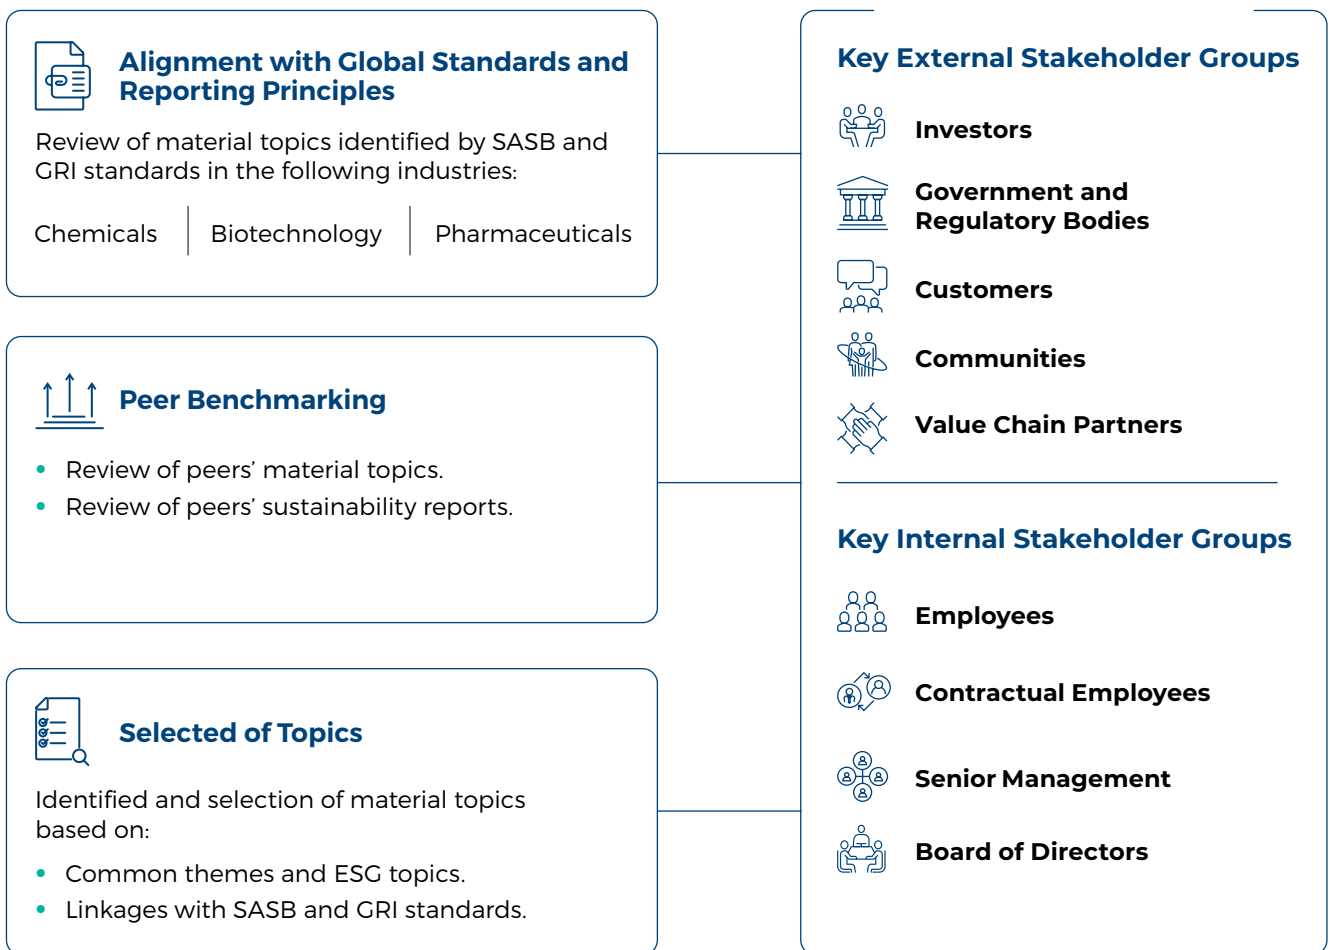 Alignment with Global Standards and
Reporting Principles
Review of material topics identified by SASB and
GRI standards in the following industries:
Chemicals
Biotechnology
Pharmaceuticals
Peer Benchmarking
Review of peers’ material topics.
Review of peers’ sustainability reports.
Selected of Topics
Identified and selection of material topics
based on:
Common themes and ESG topics.
Linkages with SASB and GRI standards.
Key External Stakeholder Groups
Investors
Government and
Regulatory Bodies
Customers
Communities
Value Chain Partners
Key Internal Stakeholder Groups
Employees
Contractual Employees
Senior Management
Board of Directors